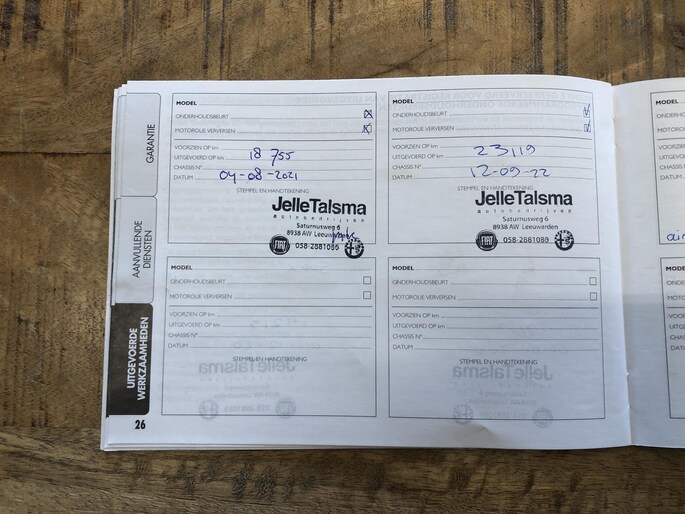 GARANTIE
AANVULLENDE
DIENSTEN
UITGEVOERDE
WERKZAAMHEDEN
26
MODEL
ONDERHOUDSBEURT
MOTOROLIE VERVERSEN
VOORZIEN OP km
UITGEVOERD OP km 18 755
CHASSIS N°
DATUM 04-08-2021
STEMPEL EN HANDTEKENING
JelleTalsma
autobedrijven
Saturnusweg 6
8938 AW Leeuwarden
FIAT 058-2881089
MODEL
ONDERHOUDSBEURT
MOTOROLIE VERVERSEN
VOORZIEN OP km
UITGEVOERD OP km 23119
CHASSIS N°
DATUM 12-09-22
STEMPEL EN HANDTEKENING
JelleTalsma
autobedrijven
Saturnusweg 6
8938 AW Leeuwarden
FIAT 058-2881089
MODEL
ONDERHOUDSBEURT
MOTOROLIE VERVERSEN
VOORZIEN OP km
UITGEVOERD OP km
CHASSIS N°
DATUM
STEMPEL EN HANDTEKENING
MODEL
ONDERHOUDSBEURT
MOTOROLIE VERVERSEN
VOORZIEN OP km
UITGEVOERD OP km
CHASSIS N°
DATUM
STEMPEL EN HANDTEKENING